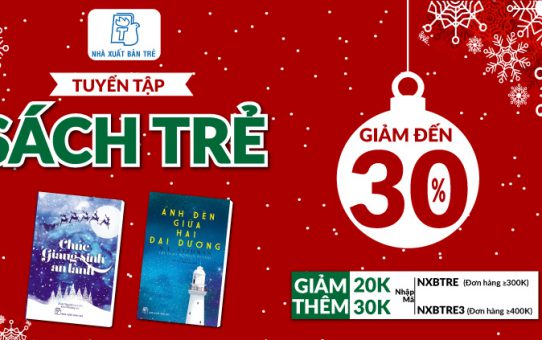 NHÀ XUẤT BẢN TRẺ
TUYỂN TẬP
SÁCH TRẺ
Chúc
Giáng sinh
an lành
ÁNH ĐÈN
GIỮA
HAI
ĐẠI DƯƠNG
GIẢM ĐẾN
30%
GIẢM THÊM
20K
30K
Nhập Mã
NXBTRE (Đơn hàng ≥300K)
NXBTRE3 (Đơn hàng ≥400K)